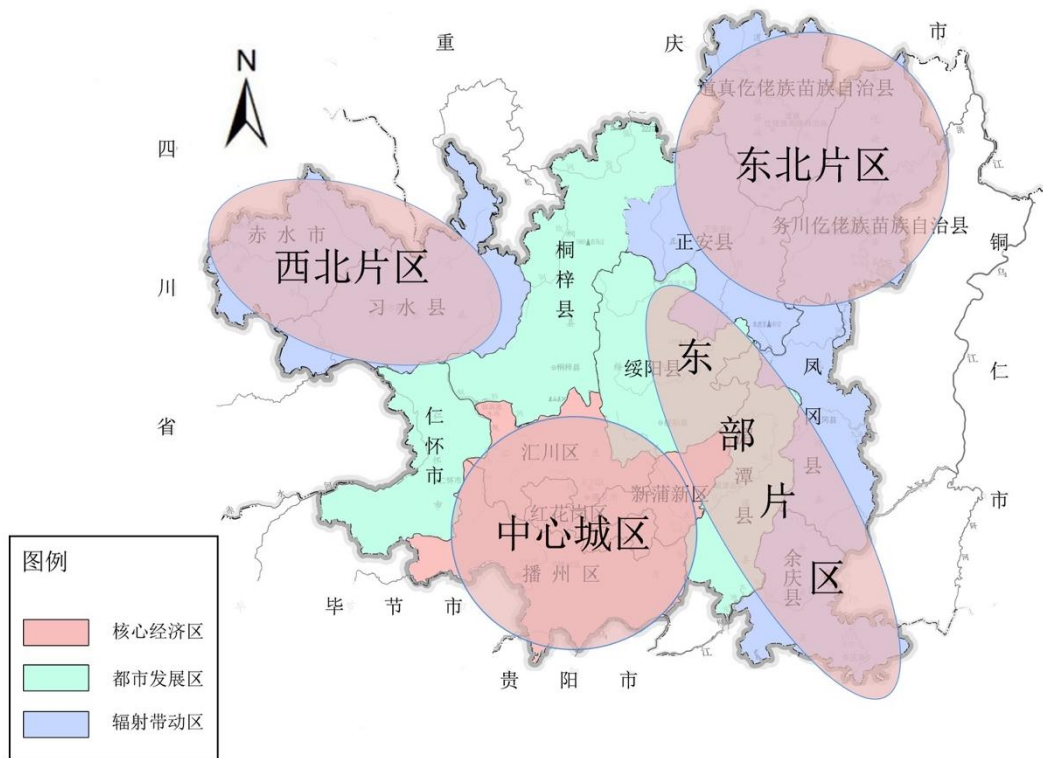 重庆市
N
道真仡佬族苗族自治县
四川省
东北片区
赤水市
务川仡佬族苗族自治县
正安县
铜仁市
桐梓县
西北片区
习水县
东部片区
绥阳县
凤冈县
仁怀市
汇川区
潭县
新蒲新区
红花岗区
中心城区
播州区
余庆县
毕节市
贵阳市
图例
核心经济区
都市发展区
辐射带动区